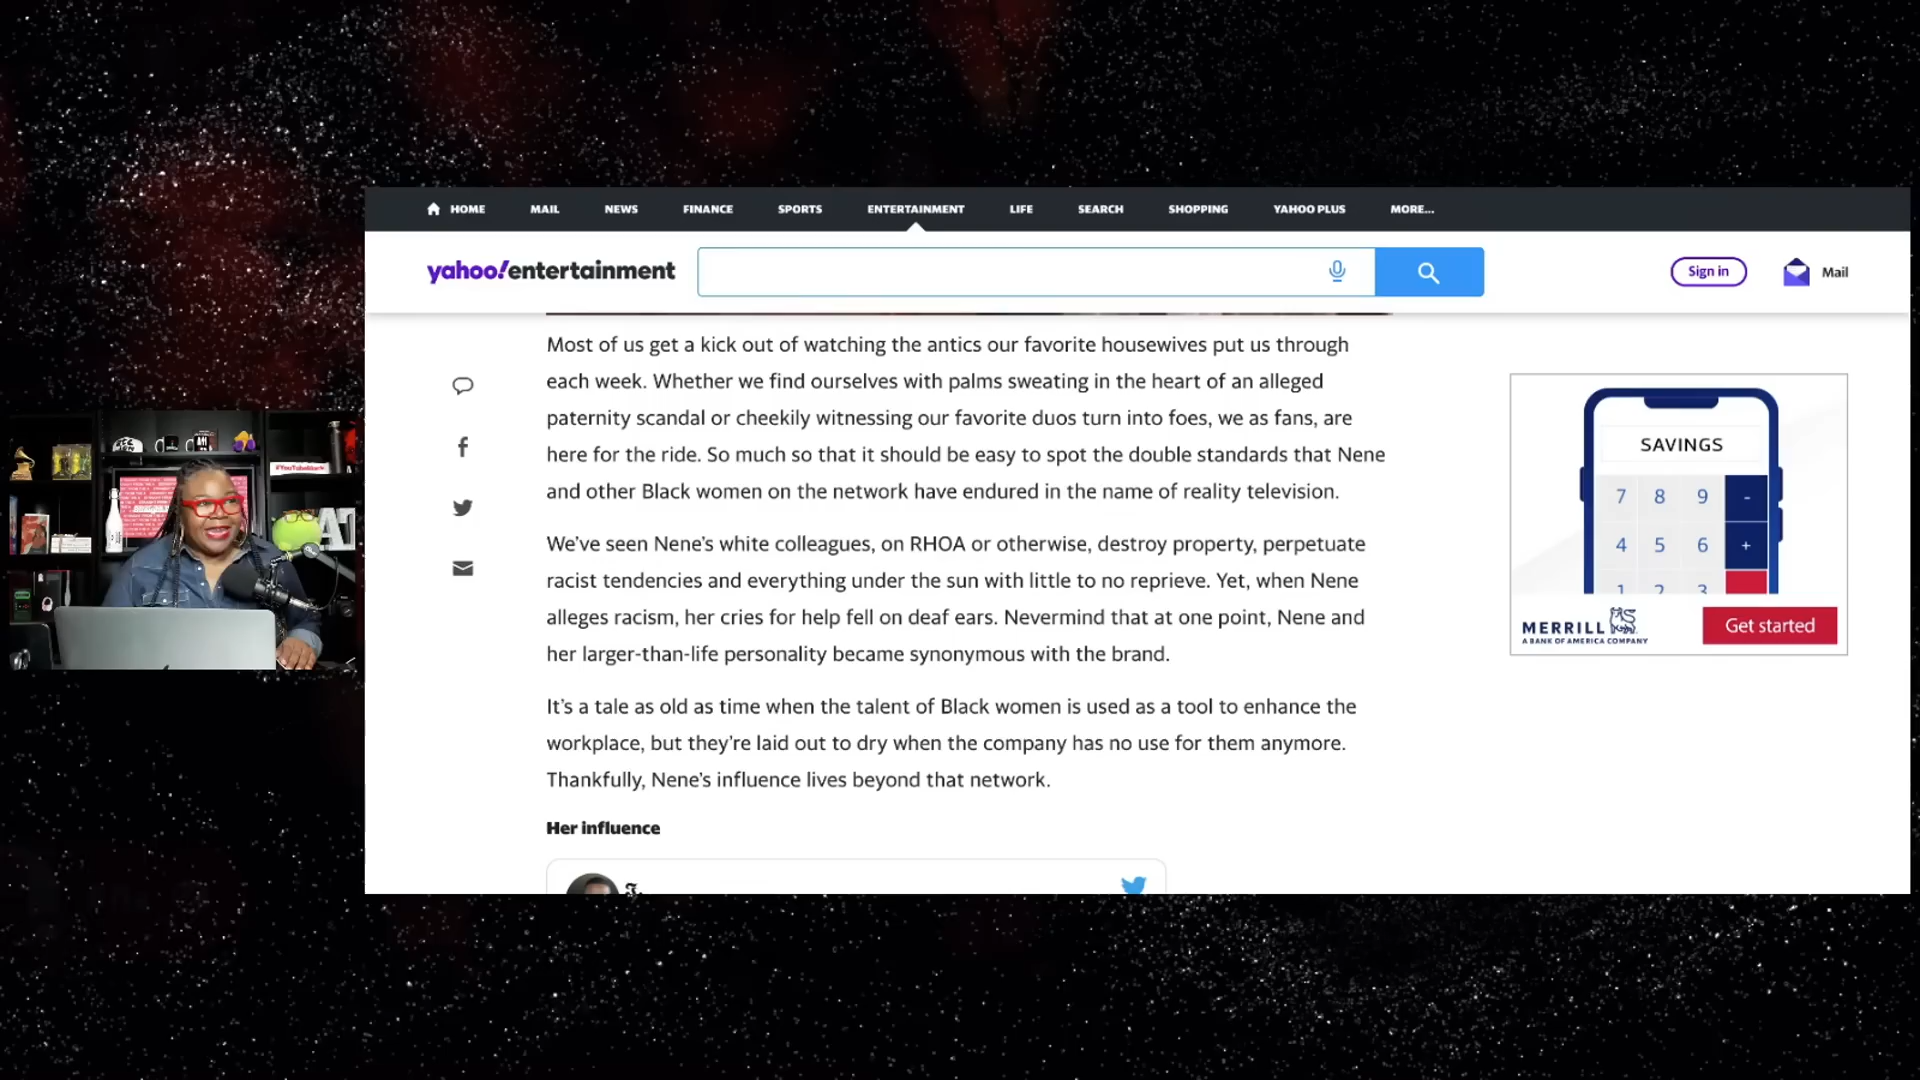 HOME MAIL NEWS FINANCE SPORTS ENTERTAINMENT LIFE SEARCH SHOPPING YAHOO PLUS MORE...
yahoo!entertainment
Sign in
Mail
Most of us get a kick out of watching the antics our favorite housewives put us through
each week. Whether we find ourselves with palms sweating in the heart of an alleged
paternity scandal or cheekily witnessing our favorite duos turn into foes, we as fans, are
here for the ride. So much so that it should be easy to spot the double standards that Nene
and other Black women on the network have endured in the name of reality television.
We've seen Nene's white colleagues, on RHOA or otherwise, destroy property, perpetuate
racist tendencies and everything under the sun with little to no reprieve. Yet, when Nene
alleges racism, her cries for help fell on deaf ears. Nevermind that at one point, Nene and
her larger-than-life personality became synonymous with the brand.
It's a tale as old as time when the talent of Black women is used as a tool to enhance the
workplace, but they're laid out to dry when the company has no use for them anymore.
Thankfully, Nene's influence lives beyond that network.
Her influence
SAVINGS
7 8 9 -
4 5 6 +
1 2 3
MERRILL
A BANK OF AMERICA COMPANY
Get started
#YouTubeBlack